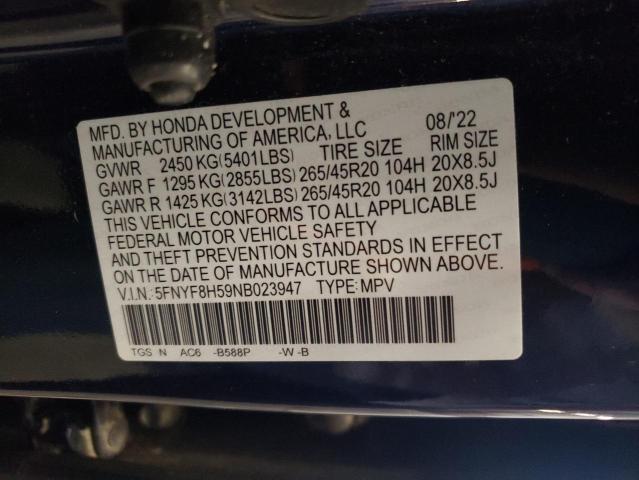 MFD. BY HONDA DEVELOPMENT &
MANUFACTURING OF AMERICA, LLC 08/'22
GVWR 2450 KG(5401LBS) TIRE SIZE RIM SIZE
GAWR F 1295 KG(2855LBS) 265/45R20 104H 20X8.5J
GAWR R 1425 KG(3142LBS) 265/45R20 104H 20X8.5J
THIS VEHICLE CONFORMS TO ALL APPLICABLE
FEDERAL MOTOR VEHICLE SAFETY
AND THEFT PREVENTION STANDARDS IN EFFECT
ON THE DATE OF MANUFACTURE SHOWN ABOVE.
V.I.N.: 5FNYF8H59NB023947 TYPE: MPV
TGS N AC6 -B588P -W -B